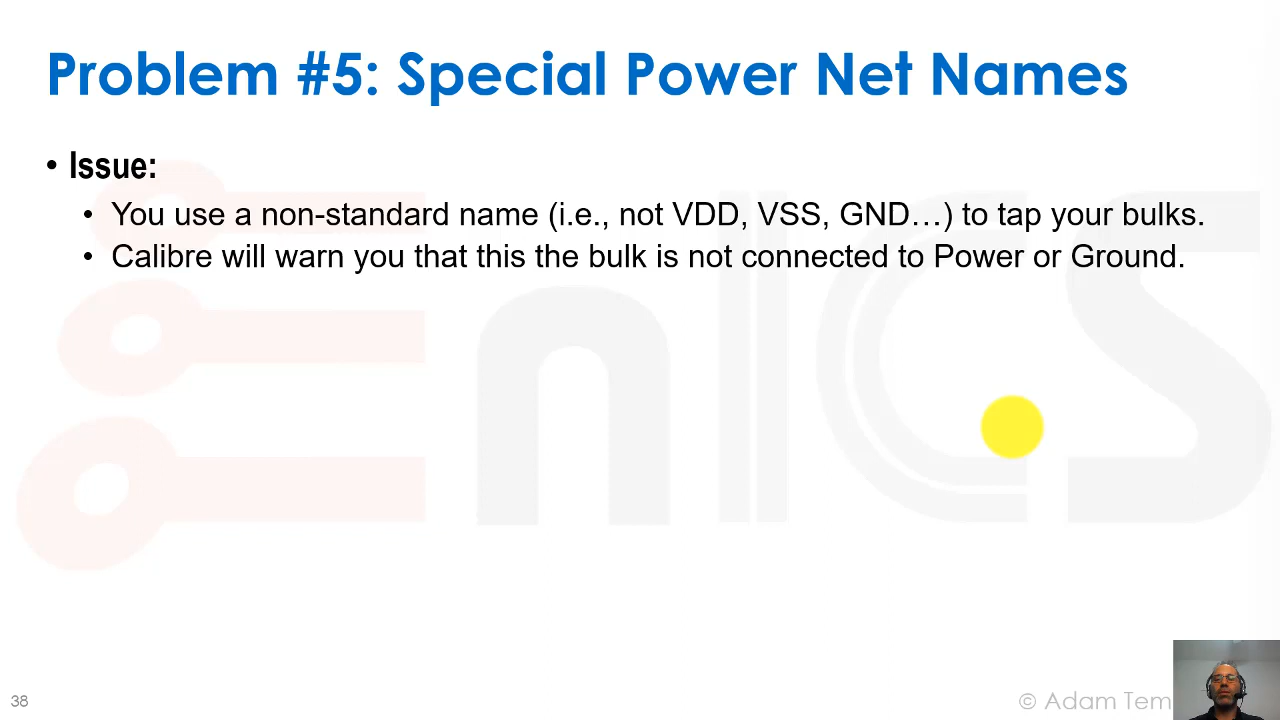 Problem #5: Special Power Net Names
• Issue:
• You use a non-standard name (i.e., not VDD, VSS, GND…) to tap your bulks.
• Calibre will warn you that this the bulk is not connected to Power or Ground.
ENICS
38
© Adam Tem